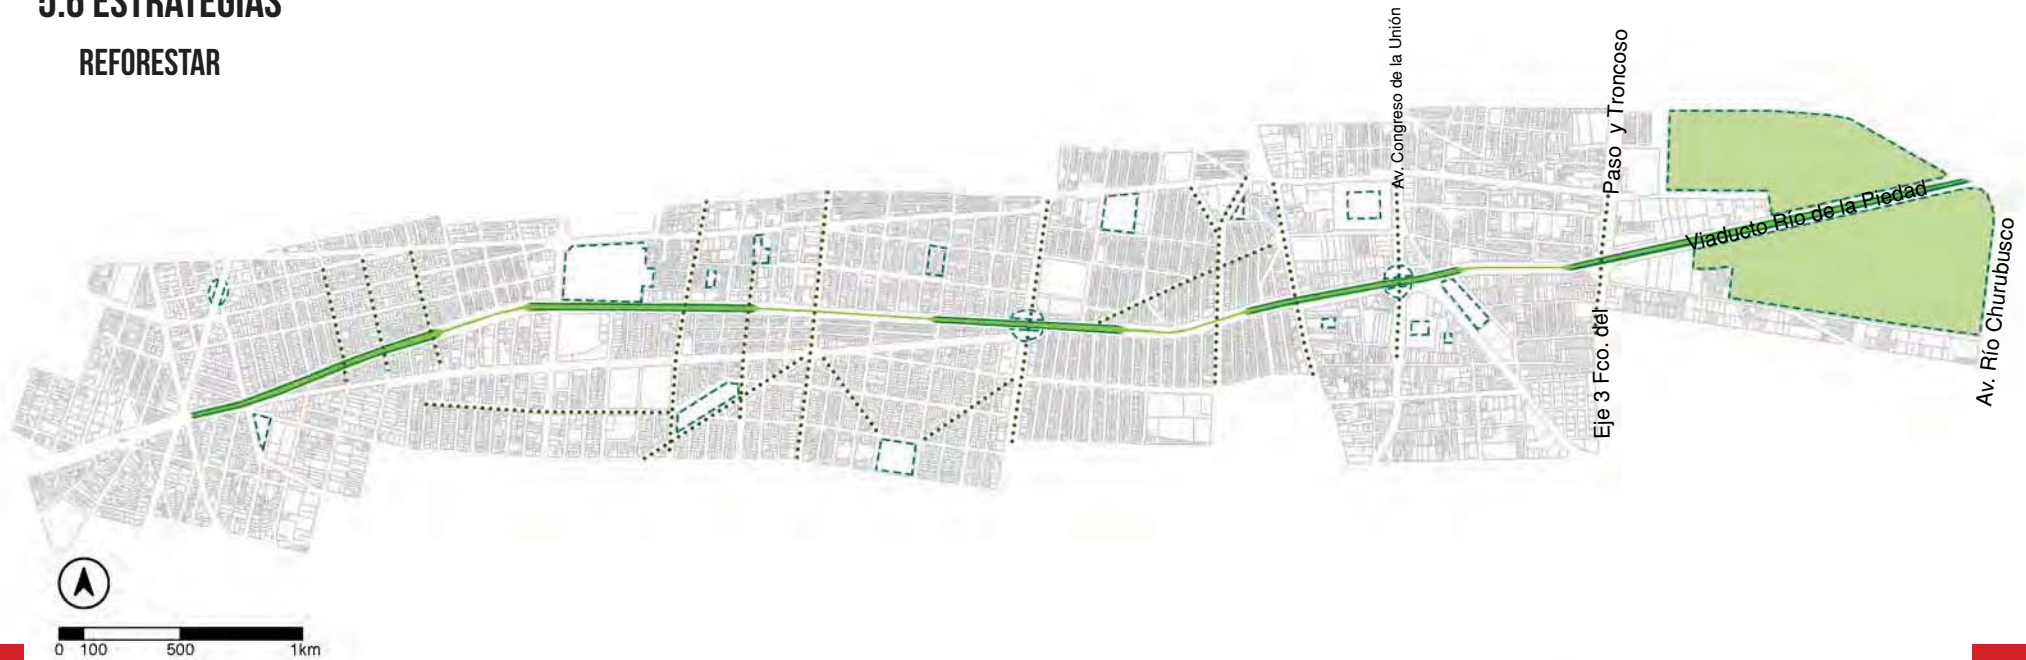 5.6 ESTRATEGIAS
REFORESTAR
Av. Congreso de la Unión
Eje 3 Fco. del Paso y Troncoso
Viaducto Río de la Piedad
Av. Río Churubusco
0 100 500 1km